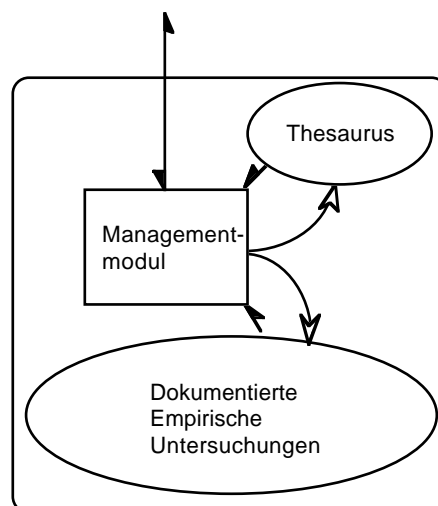 Thesaurus
Management-
modul
Dokumentierte
Empirische
Untersuchungen